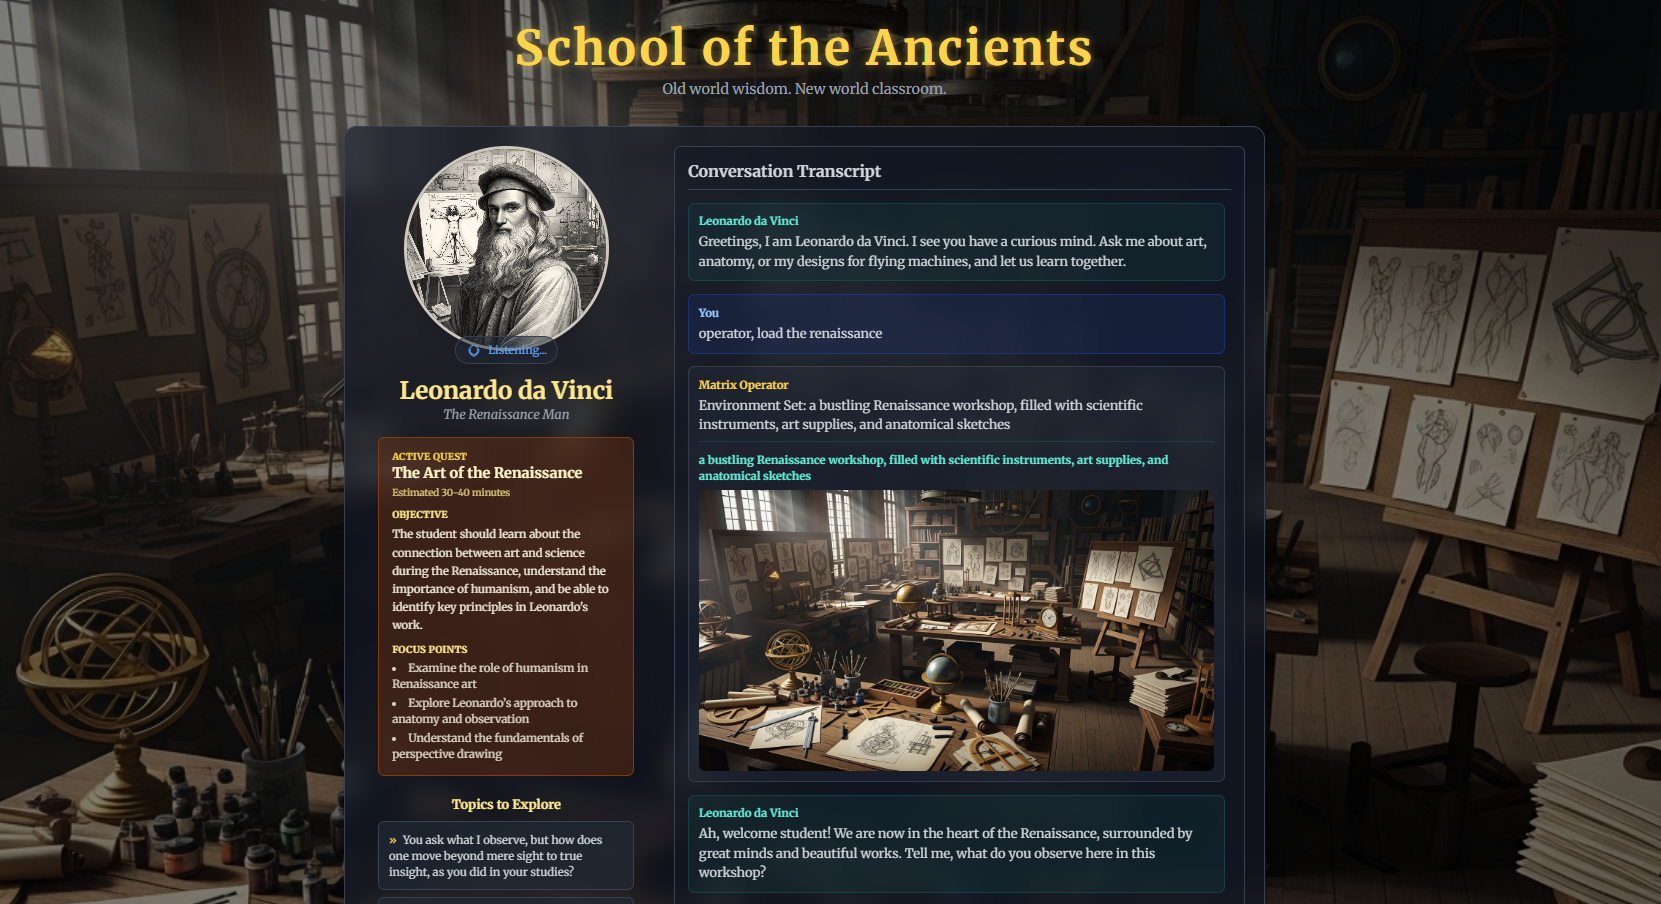 School of the Ancients
Old world wisdom. New world classroom.
Listening...
Leonardo da Vinci
The Renaissance Man
ACTIVE QUEST
The Art of the Renaissance
Estimated 30-40 minutes
OBJECTIVE
The student should learn about the
connection between art and science
during the Renaissance, understand the
importance of humanism, and be able to
identify key principles in Leonardo's
work.
FOCUS POINTS
• Examine the role of humanism in
Renaissance art
• Explore Leonardo's approach to
anatomy and observation
• Understand the fundamentals of
perspective drawing
Topics to Explore
» You ask what I observe, but how does
one move beyond mere sight to true
insight, as you did in your studies?
Conversation Transcript
Leonardo da Vinci
Greetings, I am Leonardo da Vinci. I see you have a curious mind. Ask me about art,
anatomy, or my designs for flying machines, and let us learn together.
You
operator, load the renaissance
Matrix Operator
Environment Set: a bustling Renaissance workshop, filled with scientific
instruments, art supplies, and anatomical sketches
a bustling Renaissance workshop, filled with scientific instruments, art supplies, and
anatomical sketches
Leonardo da Vinci
Ah, welcome student! We are now in the heart of the Renaissance, surrounded by
great minds and beautiful works. Tell me, what do you observe here in this
workshop?